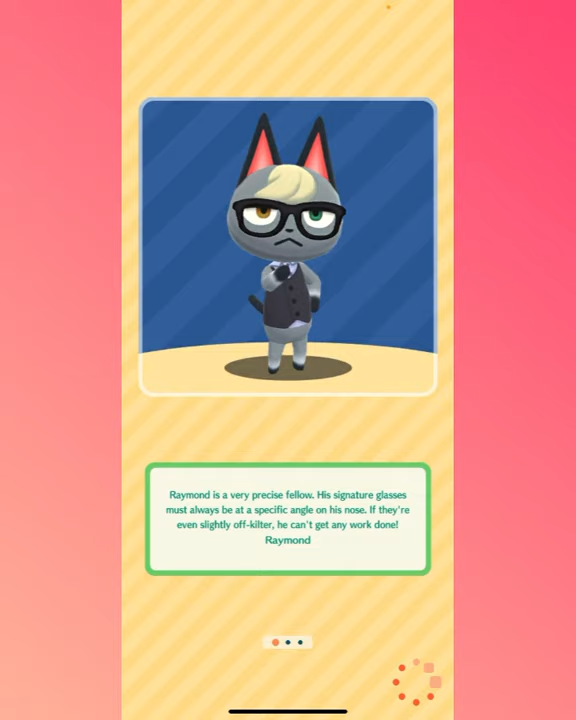 Raymond is a very precise fellow. His signature glasses
must always be at a specific angle on his nose. If they're
even slightly off-kilter, he can't get any work done!
Raymond